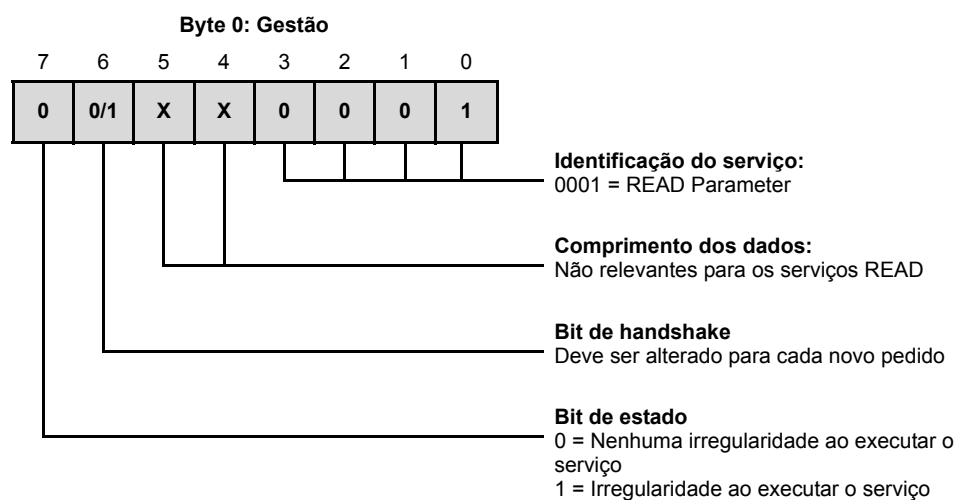 Byte 0: Gestão
7 6 5 4 3 2 1 0
0 0/1 X X 0 0 0 1
Identificação do serviço:
0001 = READ Parameter
Comprimento dos dados:
Não relevantes para os serviços READ
Bit de handshake
Deve ser alterado para cada novo pedido
Bit de estado
0 = Nenhuma irregularidade ao executar o
serviço
1 = Irregularidade ao executar o serviço